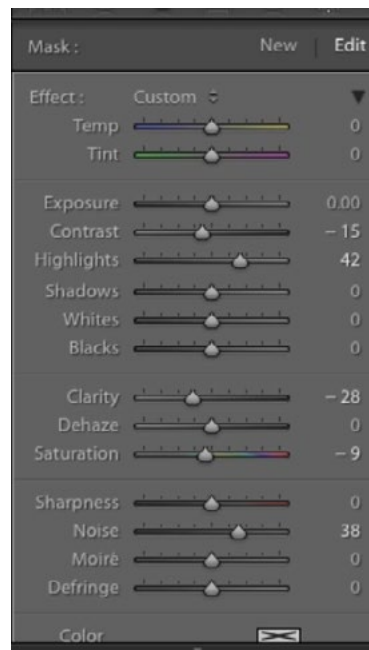 Mask : New | Edit
Effect : Custom
Temp 0
Tint 0
Exposure 0.00
Contrast – 15
Highlights 42
Shadows 0
Whites 0
Blacks 0
Clarity – 28
Dehaze 0
Saturation – 9
Sharpness 0
Noise 38
Moiré 0
Defringe 0
Color